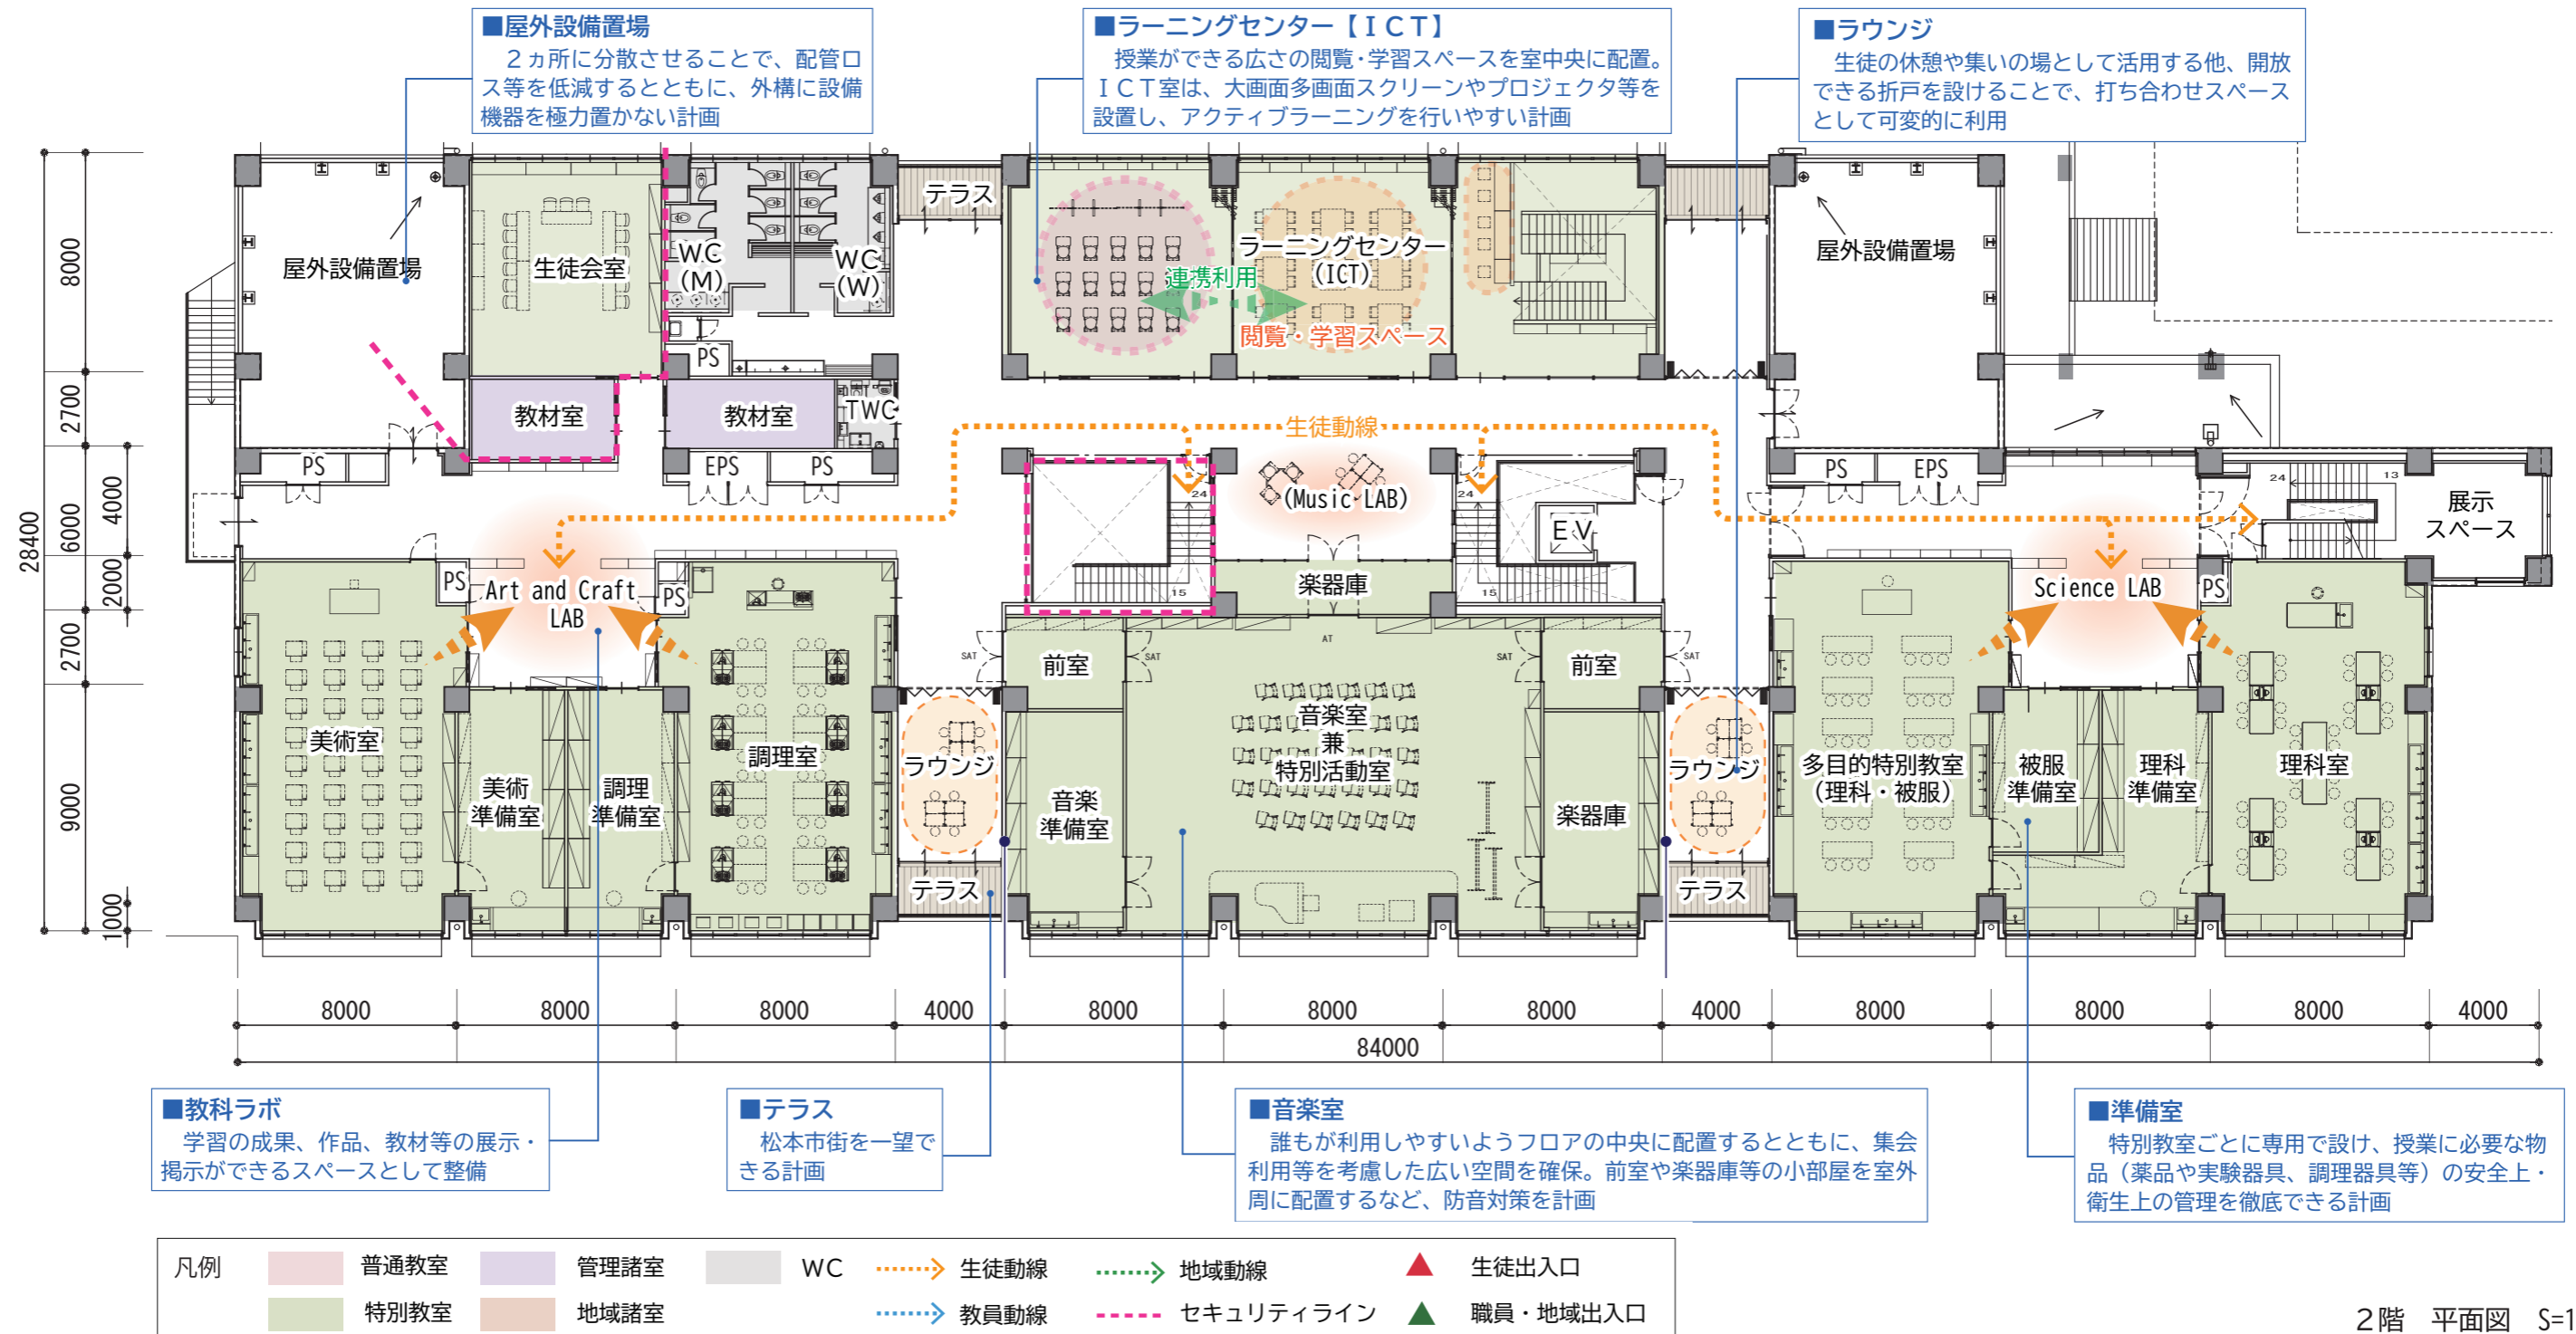 ■屋外設備置場
２ヵ所に分散させることで、配管ロ
ス等を低減するとともに、外構に設備
機器を極力置かない計画
■ラーニングセンター【ＩＣＴ】
授業ができる広さの閲覧・学習スペースを室中央に配置。
ＩＣＴ室は、大画面多画面スクリーンやプロジェクタ等を
設置し、アクティブラーニングを行いやすい計画
■ラウンジ
生徒の休憩や集いの場として活用する他、開放
できる折戸を設けることで、打ち合わせスペース
として可変的に利用
8000
2700
6000
4000
2000
28400
2700
9000
1000
屋外設備置場
生徒会室
WC
(M)
WC
(W)
PS
テラス
連携利用
ラーニングセンター
(ICT)
閲覧・学習スペース
屋外設備置場
教材室
教材室
TWC
生徒動線
PS
EPS
PS
24
15
(Music LAB)
楽器庫
24
15
EV
PS
EPS
24
13
展示
スペース
PS
Art and Craft
LAB
PS
Science LAB
PS
美術室
美術
準備室
調理
準備室
調理室
ラウンジ
テラス
SAT
前室
SAT
AT
SAT
前室
SAT
音楽
準備室
音楽室
兼
特別活動室
楽器庫
ラウンジ
テラス
多目的特別教室
(理科・被服)
被服
準備室
理科
準備室
理科室
8000 8000 8000 4000 8000 8000 8000 4000 8000 8000 8000 4000
84000
■教科ラボ
学習の成果、作品、教材等の展示・
掲示ができるスペースとして整備
■テラス
松本市街を一望で
きる計画
■音楽室
誰もが利用しやすいようフロアの中央に配置するとともに、集会
利用等を考慮した広い空間を確保。前室や楽器庫等の小部屋を室外
周に配置するなど、防音対策を計画
■準備室
特別教室ごとに専用で設け、授業に必要な物
品（薬品や実験器具、調理器具等）の安全上・
衛生上の管理を徹底できる計画
凡例 普通教室 管理諸室 ＷＣ 生徒動線 地域動線 生徒出入口
特別教室 地域諸室 教員動線 セキュリティライン 職員・地域出入口
２階 平面図 S=1